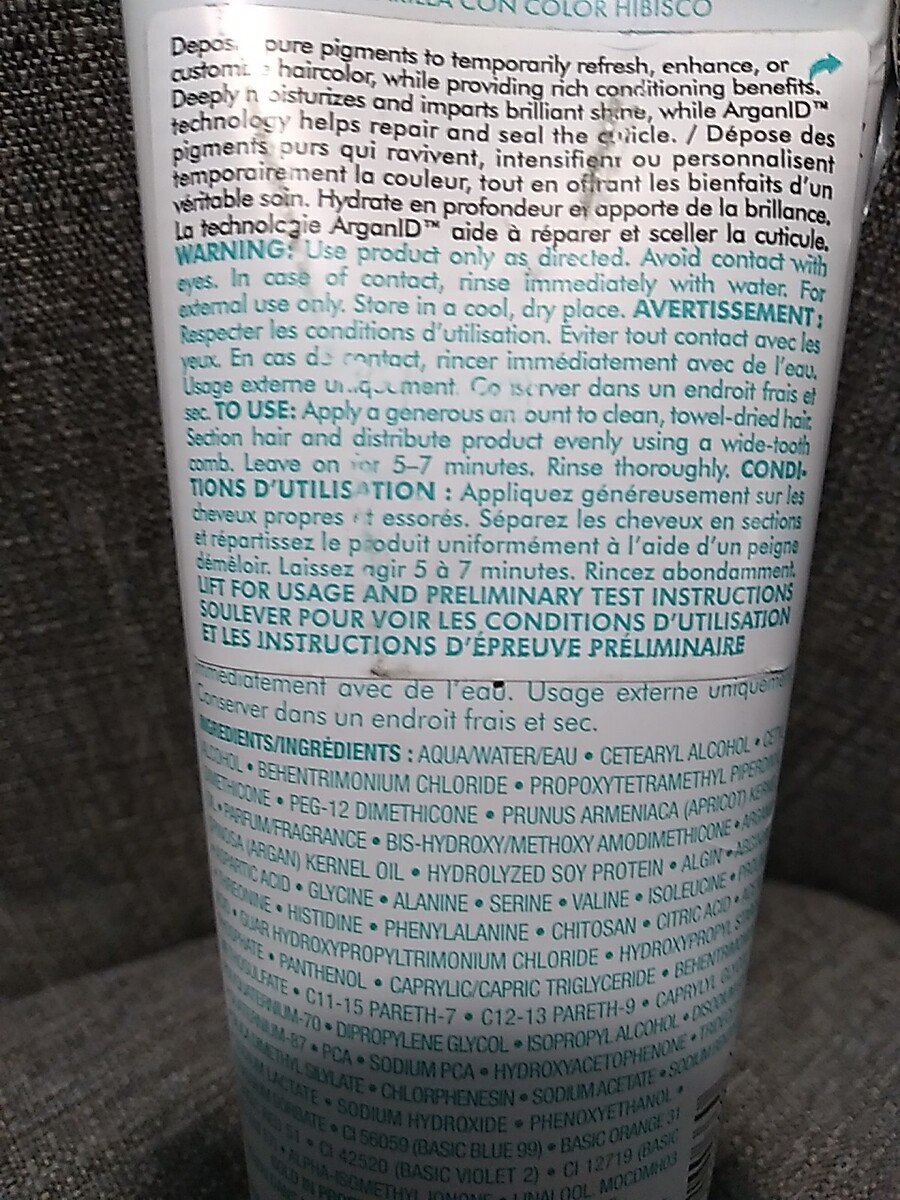 CON COLOR HIBISCO
pure pigments to temporarily refresh, enhance, or
haircolor, while providing rich conditioning benefits.
Deeply moisturizes and imparts brilliant shine, while ArganID™
technology helps repair and seal the cuticle. / Dépose des
pigments purs qui ravivent, intensifient ou personnalisent
temporairement la couleur, tout en offrant les bienfaits d'un
véritable soin. Hydrate en profondeur et apporte de la brillance.
La technologie ArganID™ aide à réparer et sceller la cuticule.
WARNING: Use product only as directed. Avoid contact with
eyes. In case of contact, rinse immediately with water. For
external use only. Store in a cool, dry place. AVERTISSEMENT:
Respecter les conditions d'utilisation. Éviter tout contact avec les
yeux. En cas de contact, rincer immédiatement avec de l'eau.
Usage externe uniquement. Conserver dans un endroit frais et
sec. TO USE: Apply a generous amount to clean, towel-dried hair.
Section hair and distribute product evenly using a wide-tooth
comb. Leave on for 5–7 minutes. Rinse thoroughly. CONDI-
TIONS D'UTILISATION : Appliquez généreusement sur les
cheveux propres et essorés. Séparez les cheveux en sections
et répartissez le produit uniformément à l'aide d'un peigne
démêloir. Laissez agir 5 à 7 minutes. Rincez abondamment.
LIFT FOR USAGE AND PRELIMINARY TEST INSTRUCTIONS
SOULEVER POUR VOIR LES CONDITIONS D'UTILISATION
ET LES INSTRUCTIONS D'ÉPREUVE PRÉLIMINAIRE
immédiatement avec de l'eau. Usage externe uniquement
Conserver dans un endroit frais et sec.
INGREDIENTS/INGRÉDIENTS : AQUA/WATER/EAU • CETEARYL ALCOHOL •
ALCOHOL • BEHENTRIMONIUM CHLORIDE • PROPOXYTETRAMETHYL
• PEG-12 DIMETHICONE • PRUNUS ARMENIACA (APRICOT)
• PARFUM/FRAGRANCE • BIS-HYDROXY/METHOXY AMODIMETHICONE •
(ARGAN) KERNEL OIL • HYDROLYZED SOY PROTEIN • ALGIN •
ASPARTIC ACID • GLYCINE • ALANINE • SERINE • VALINE • ISOLEUCINE •
• HISTIDINE • PHENYLALANINE • CHITOSAN • CITRIC ACID •
• GUAR HYDROXYPROPYLTRIMONIUM CHLORIDE • HYDROXYPROPYL
• PANTHENOL • CAPRYLIC/CAPRIC TRIGLYCERIDE •
• C11-15 PARETH-7 • C12-13 PARETH-9 • CAPRYLYL
• DIPROPYLENE GLYCOL • ISOPROPYL ALCOHOL •
• PCA • SODIUM PCA • HYDROXYACETOPHENONE •
• CHLORPHENESIN • SODIUM ACETATE •
LACTATE • SODIUM HYDROXIDE • PHENOXYETHANOL •
• CI 56059 (BASIC BLUE 99) • BASIC ORANGE 31
• CI 42520 (BASIC VIOLET 2) • CI 12719 (BASIC
• LINALOOL. MOCOMH03